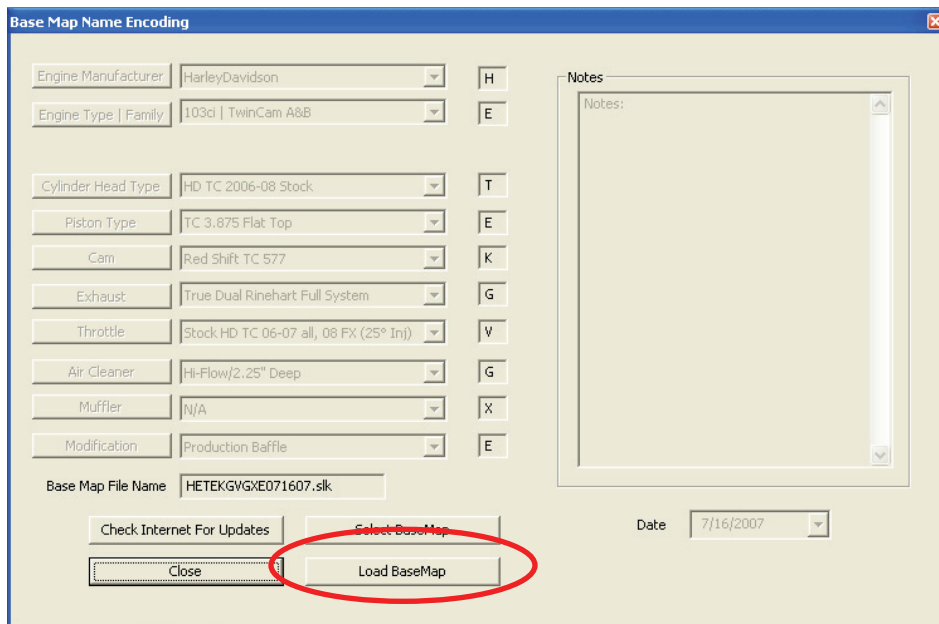 Base Map Name Encoding
Engine Manufacturer HarleyDavidson H
Engine Type | Family 103ci | TwinCam A&B E
Cylinder Head Type HD TC 2006-08 Stock T
Piston Type TC 3.875 Flat Top E
Cam Red Shift TC 577 K
Exhaust True Dual Rinehart Full System G
Throttle Stock HD TC 06-07 all, 08 FX (25° Inj) V
Air Cleaner Hi-Flow/2.25" Deep G
Muffler N/A X
Modification Production Baffle E
Base Map File Name HETEKGVGXE071607.slk
Notes
Notes:
Check Internet For Updates Select BaseMap
Date 7/16/2007
Close Load BaseMap